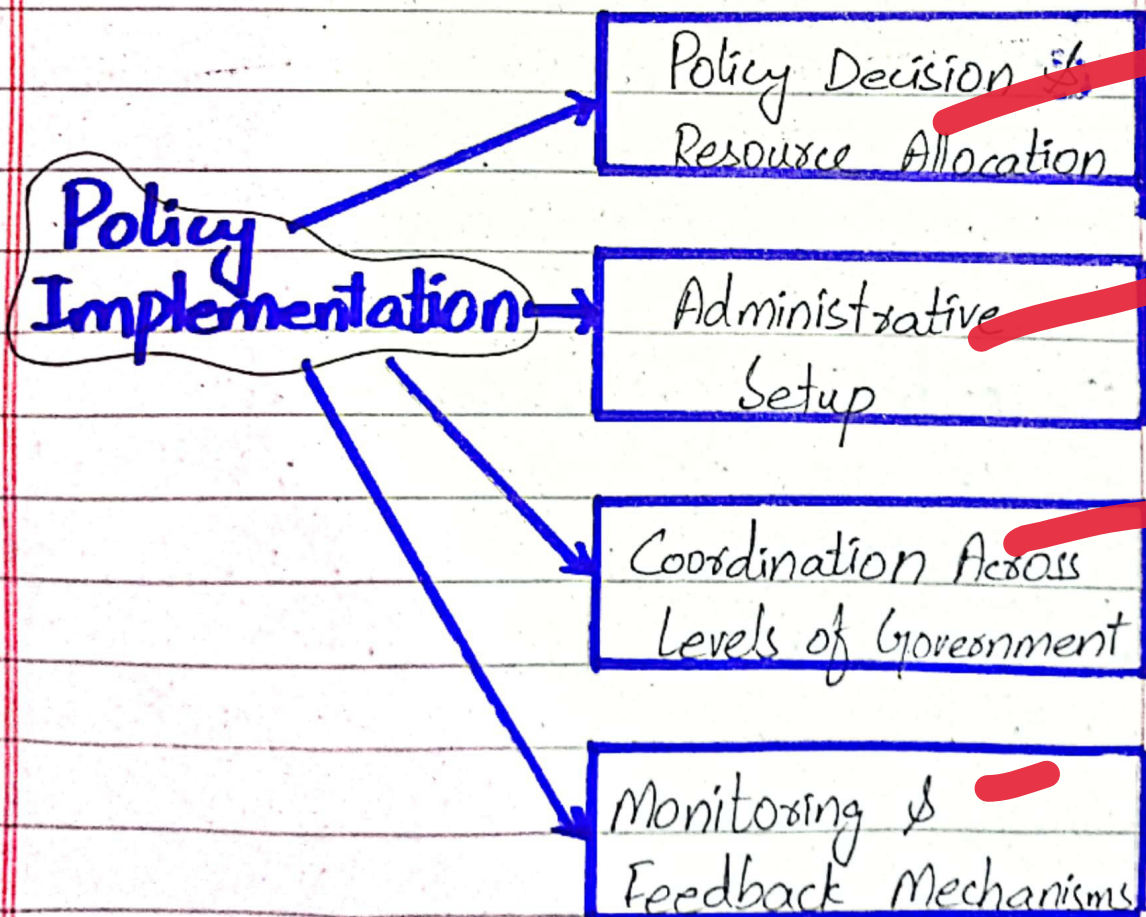 Policy
Implementation
Policy Decision &
Resource Allocation
Administrative
Setup
Coordination Across
Levels of Government
Monitoring &
Feedback Mechanisms